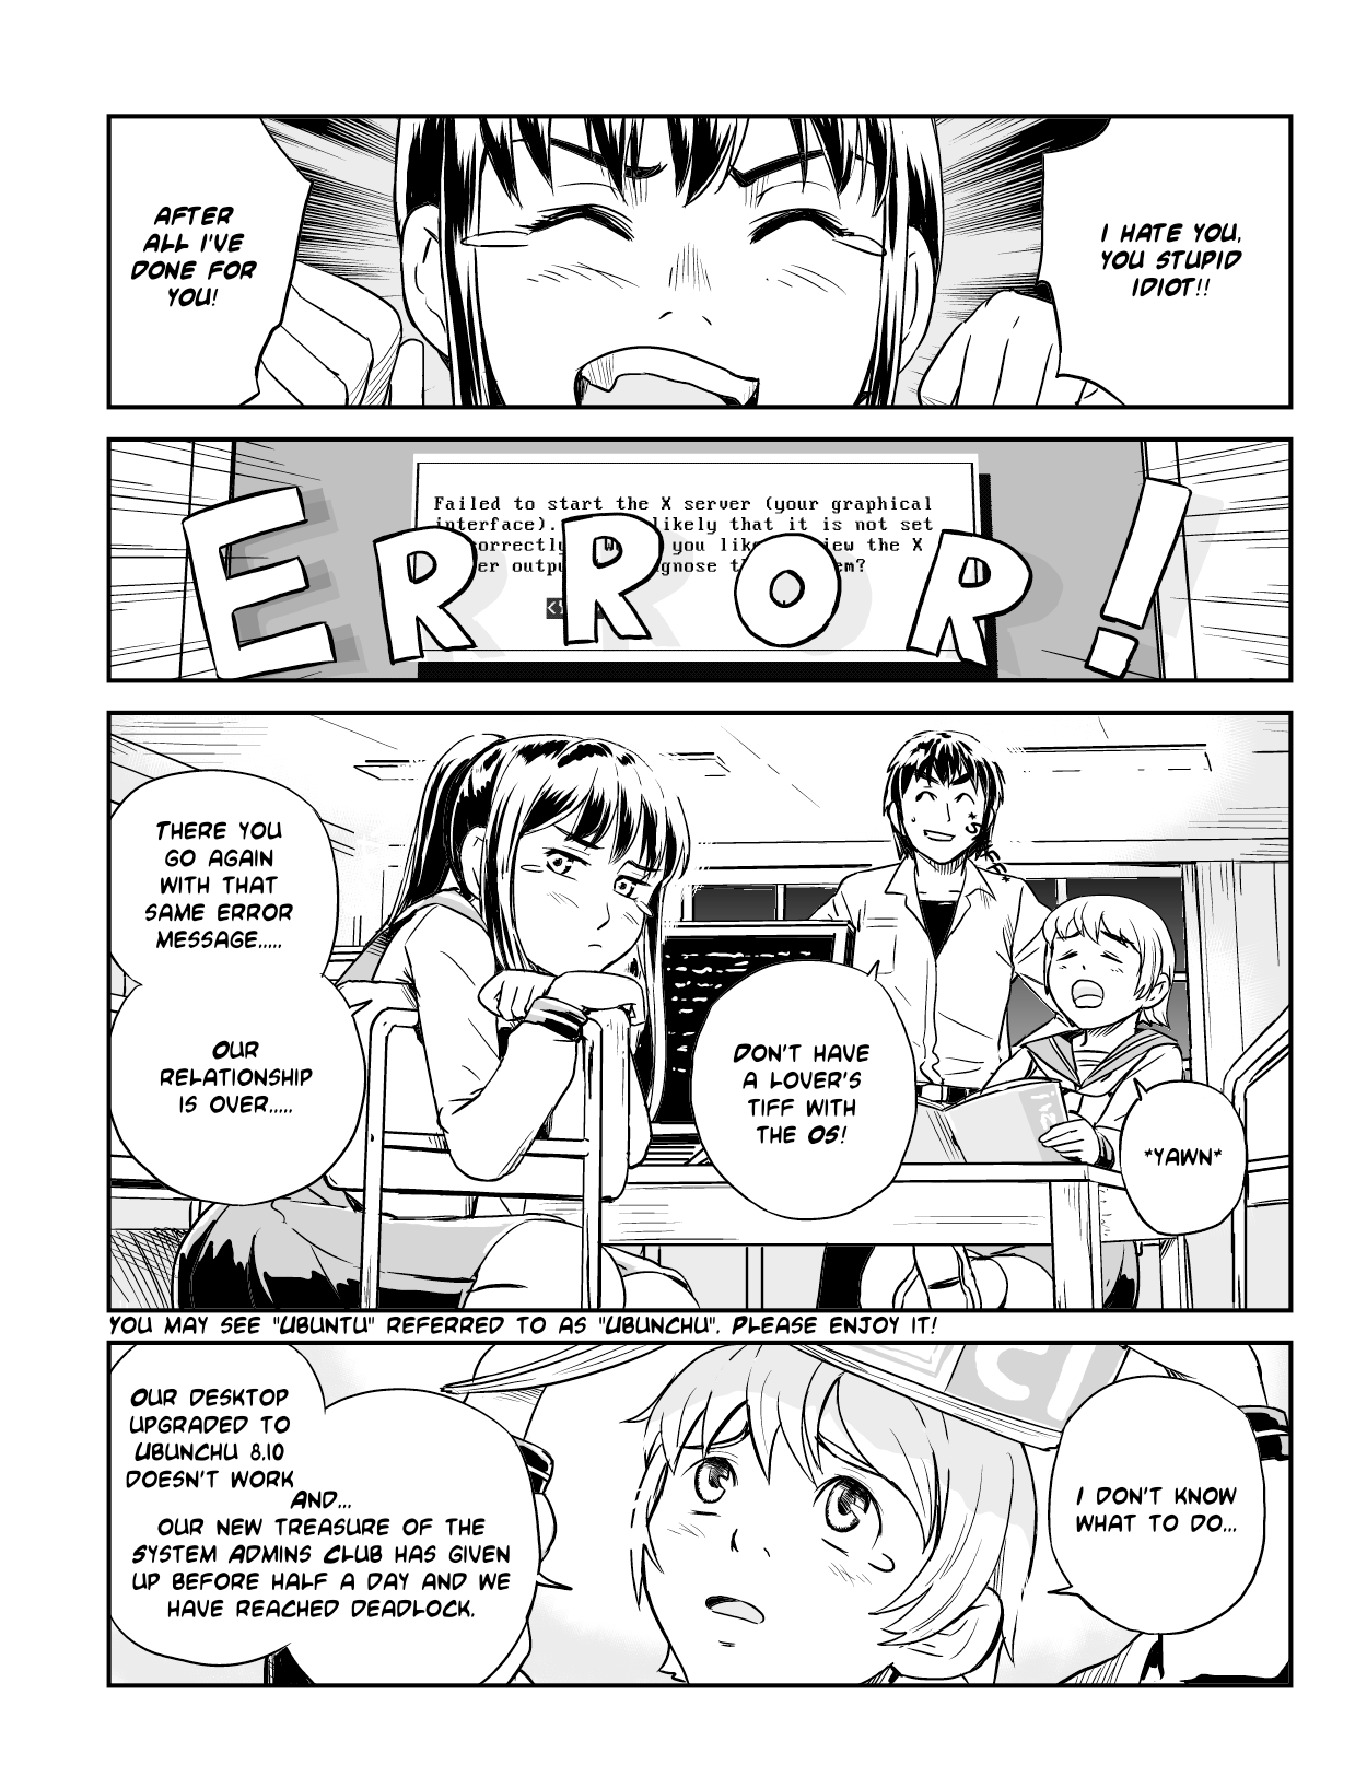 AFTER
ALL I'VE
DONE FOR
YOU!
I HATE YOU,
YOU STUPID
IDIOT!!
Failed to start the X server (your graphical
interface). likely that it is not set
correctly. you like view the X
outpu gnose
ERROR!
THERE YOU
GO AGAIN
WITH THAT
SAME ERROR
MESSAGE.....
OUR
RELATIONSHIP
IS OVER.....
DON'T HAVE
A LOVER'S
TIFF WITH
THE OS!
*YAWN*
YOU MAY SEE "UBUNTU" REFERRED TO AS "UBUNCHU". PLEASE ENJOY IT!
OUR DESKTOP
UPGRADED TO
UBUNCHU 8.10
DOESN'T WORK
AND...
OUR NEW TREASURE OF THE
SYSTEM ADMINS CLUB HAS GIVEN
UP BEFORE HALF A DAY AND WE
HAVE REACHED DEADLOCK.
I DON'T KNOW
WHAT TO DO...